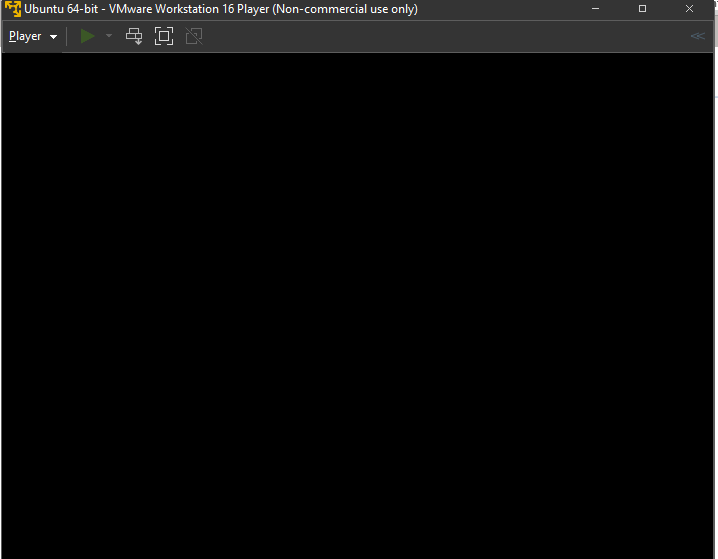 Ubuntu 64-bit - VMware Workstation 16 Player (Non-commercial use only)
Player